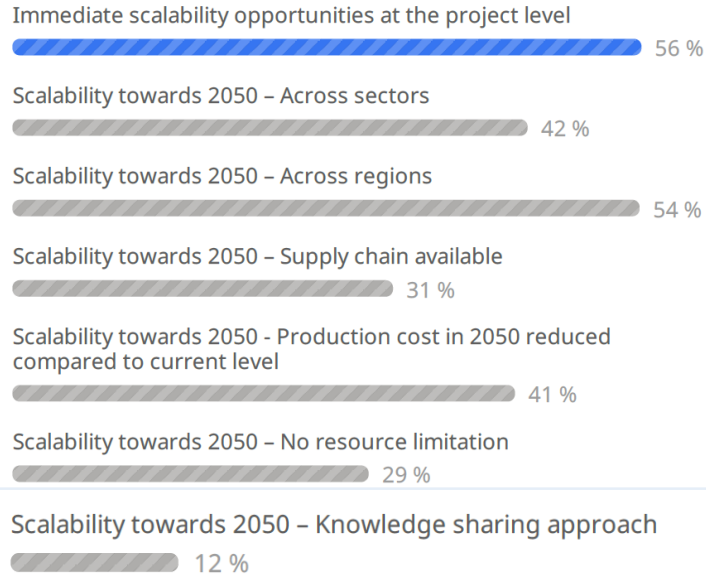 Immediate scalability opportunities at the project level
56 %
Scalability towards 2050 – Across sectors
42 %
Scalability towards 2050 – Across regions
54 %
Scalability towards 2050 – Supply chain available
31 %
Scalability towards 2050 - Production cost in 2050 reduced
compared to current level
41 %
Scalability towards 2050 – No resource limitation
29 %
Scalability towards 2050 – Knowledge sharing approach
12 %